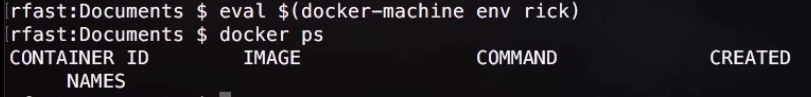 [rfast:Documents $ eval $(docker-machine env rick)
[rfast:Documents $ docker ps
CONTAINER ID        IMAGE               COMMAND             CREATED
    NAMES